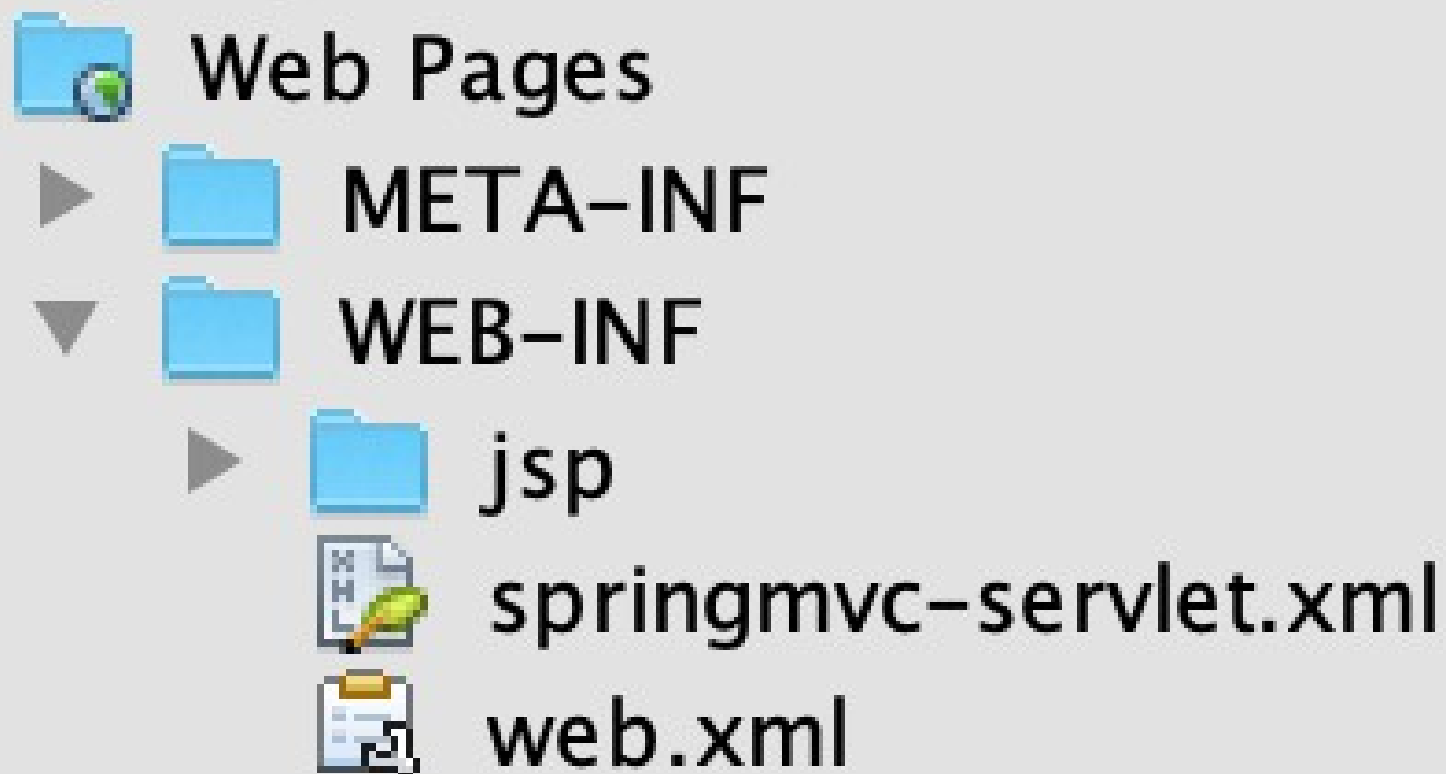 Web Pages
META-INF
WEB-INF
jsp
springmvc-servlet.xml
web.xml